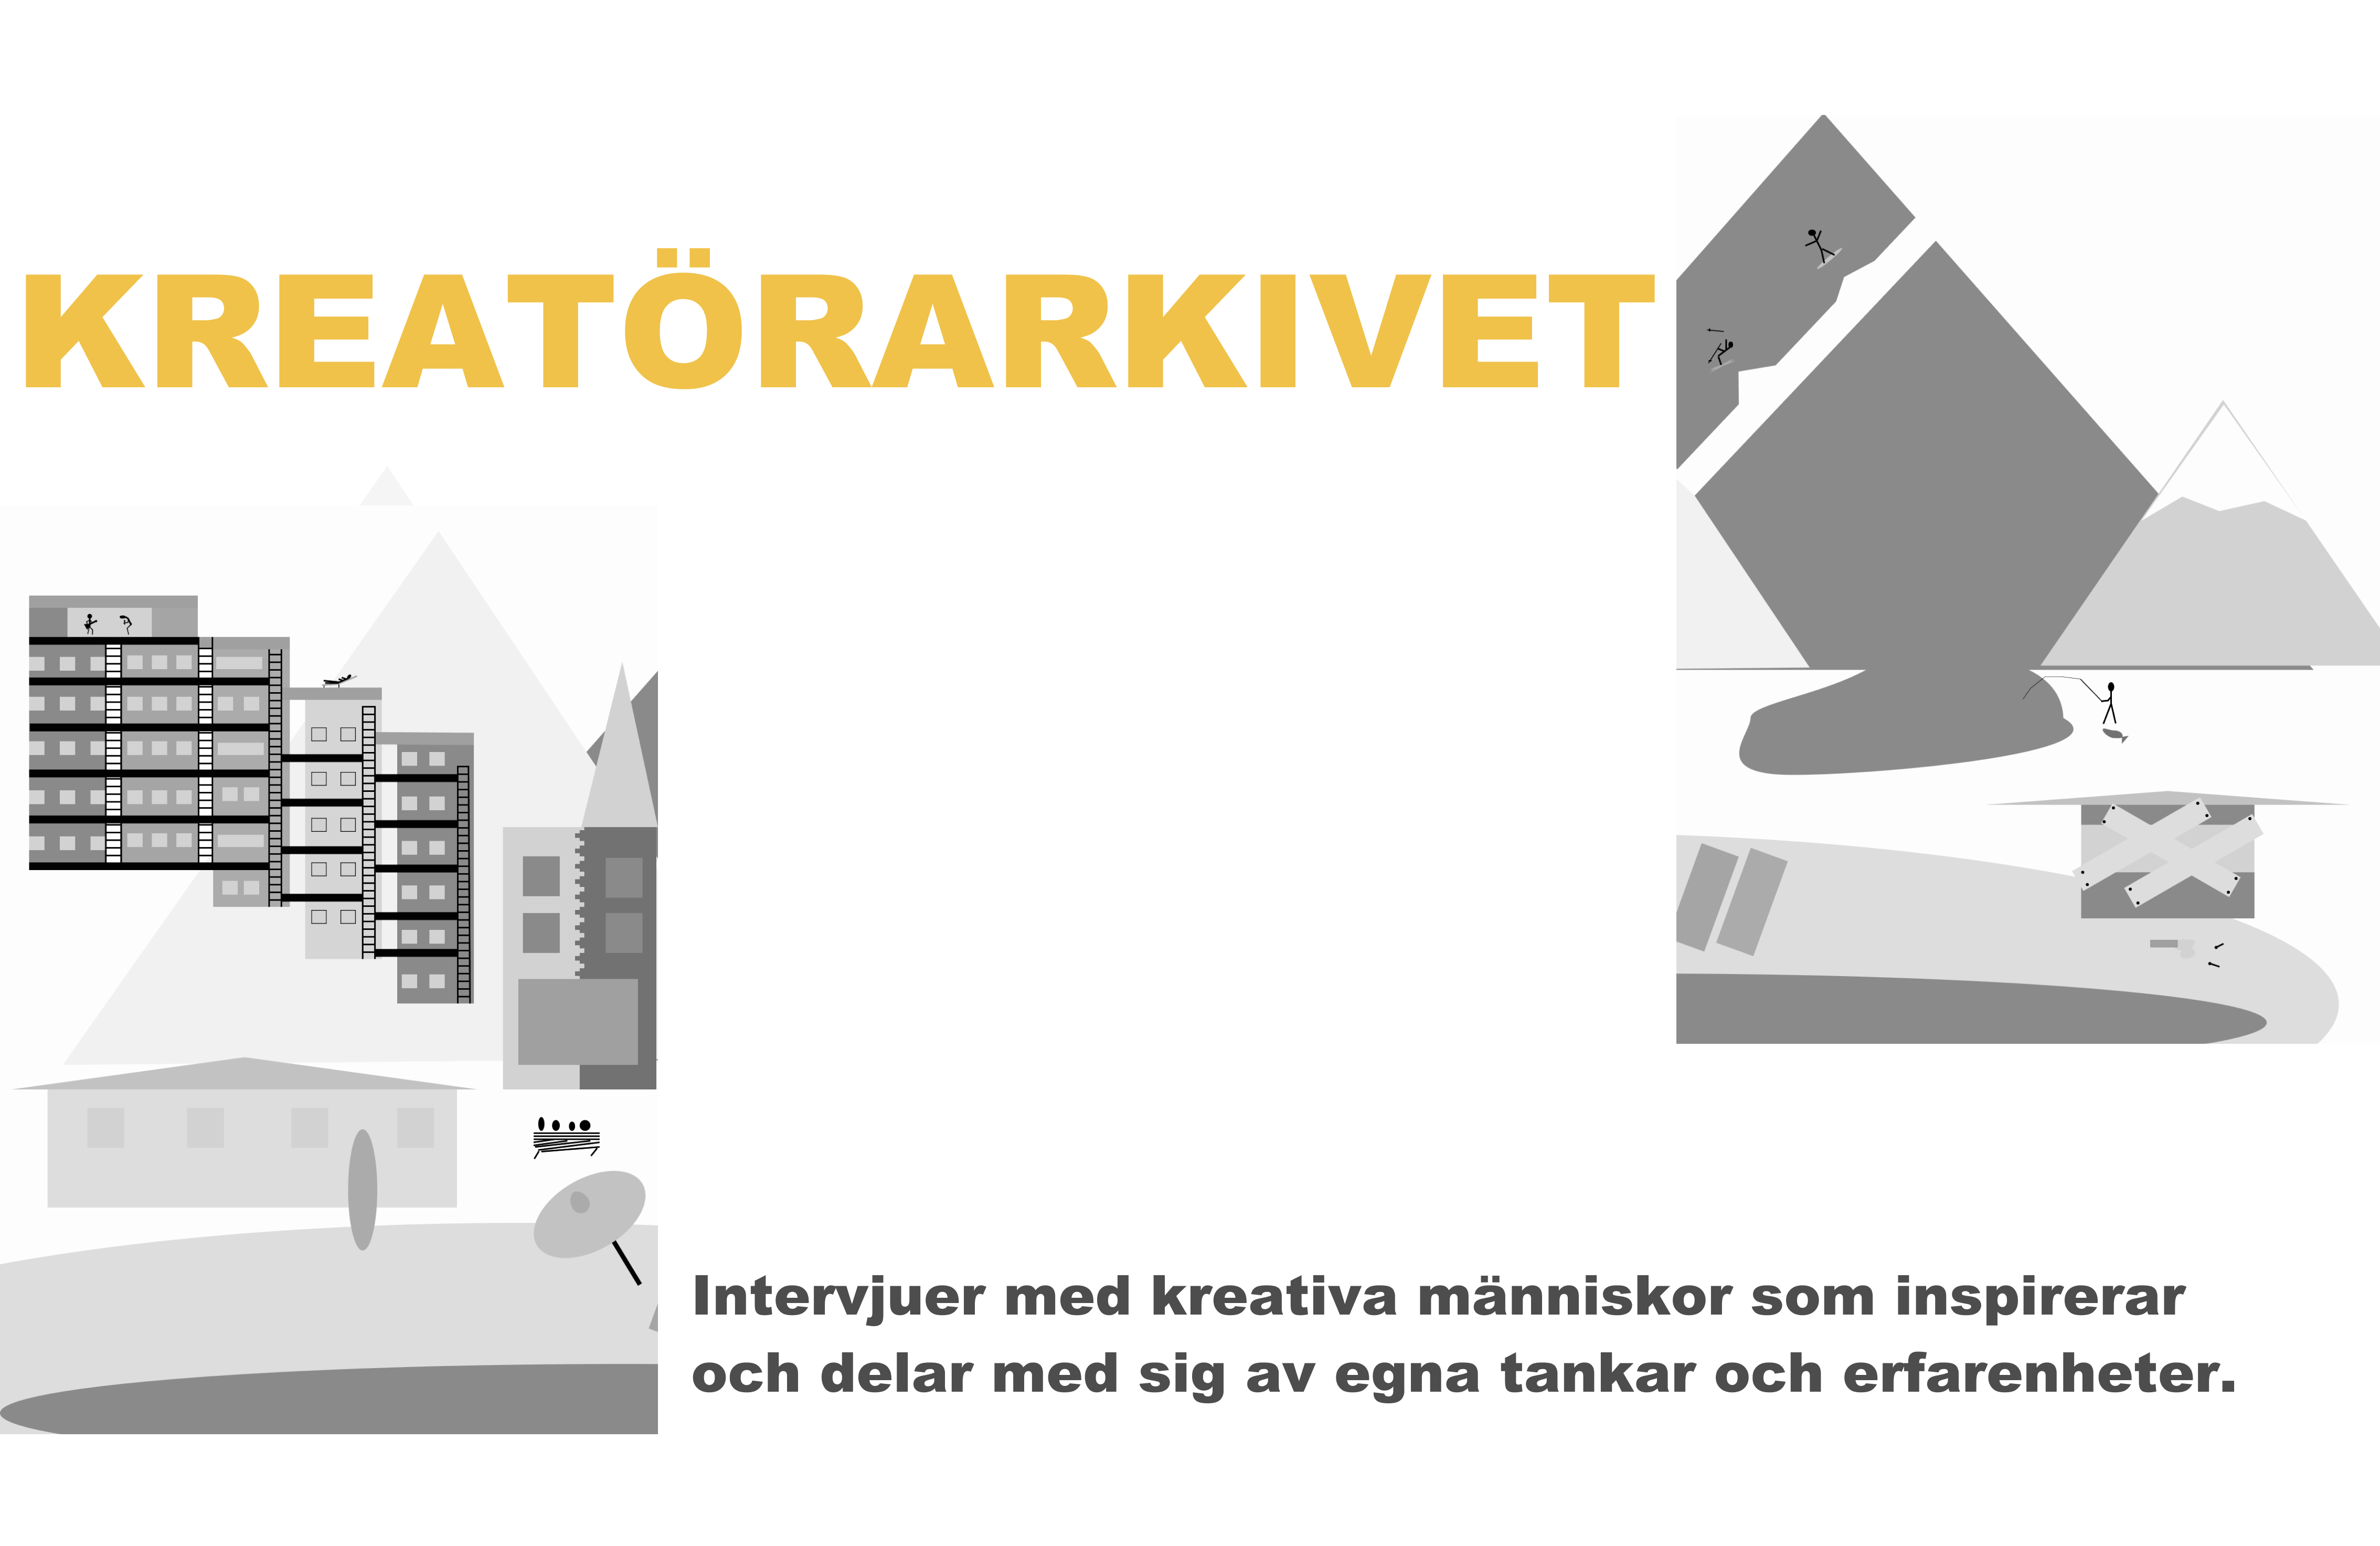 KREATÖRARKIVET
Intervjuer med kreativa människor som inspirerar
och delar med sig av egna tankar och erfarenheter.